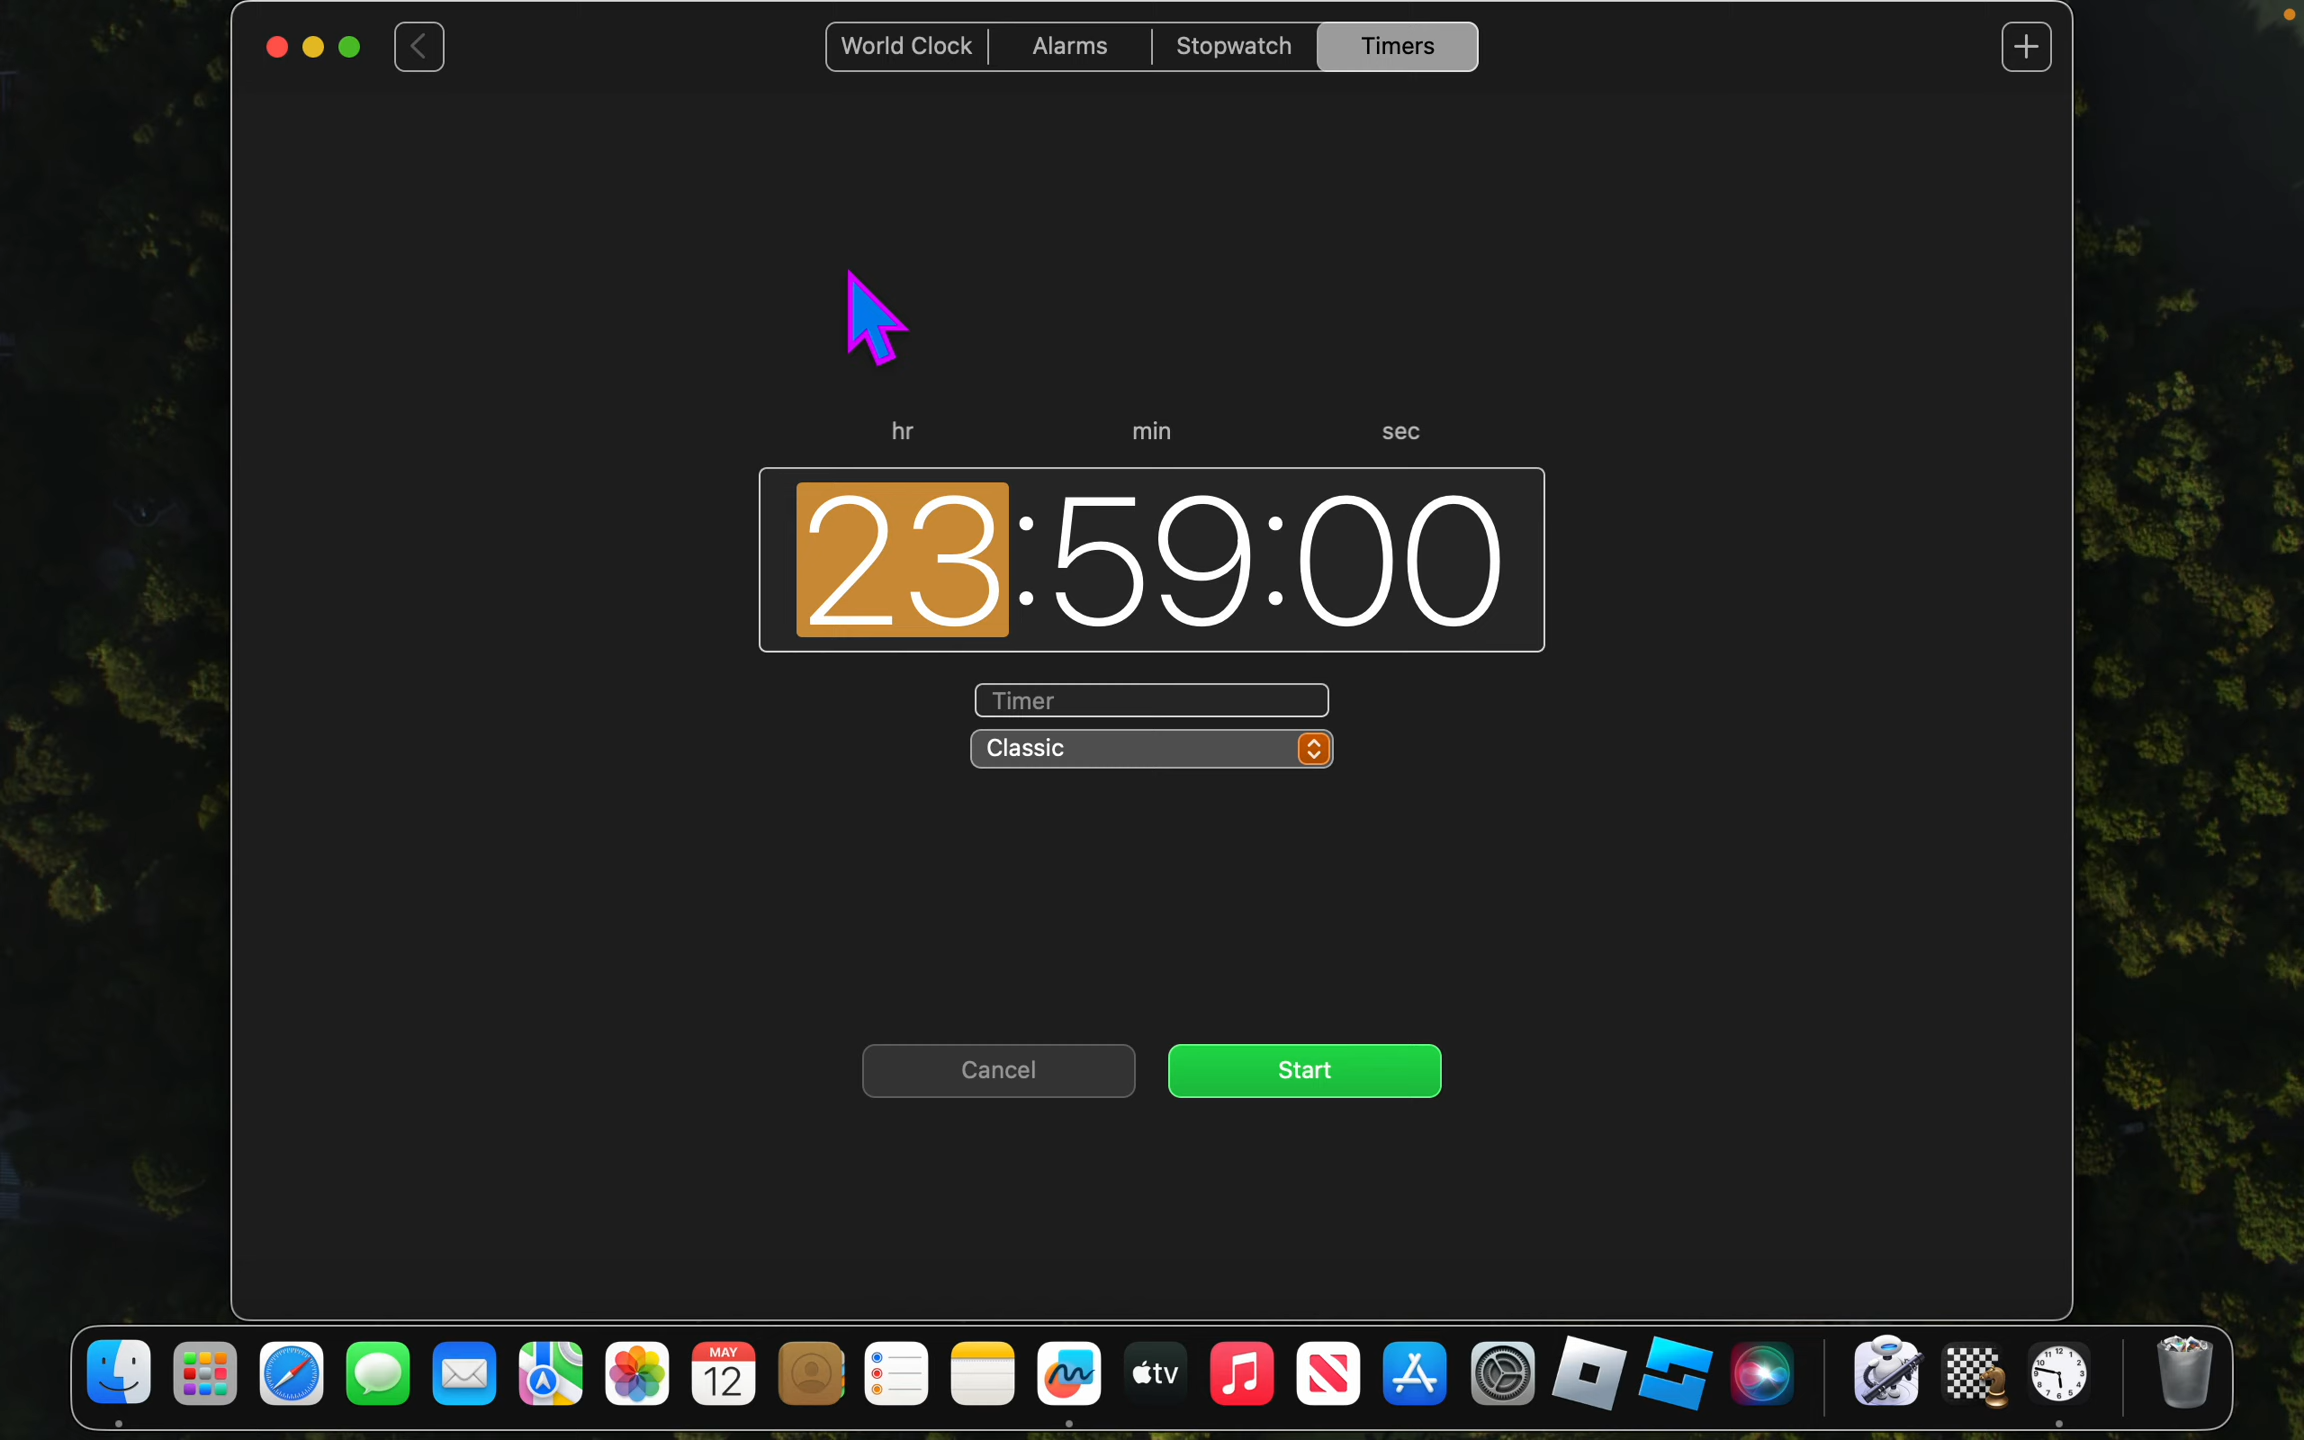 World Clock
Alarms
Stopwatch
Timers
hr
min
sec
23:59:00
Timer
Classic
Cancel
Start
MAY
12
tv